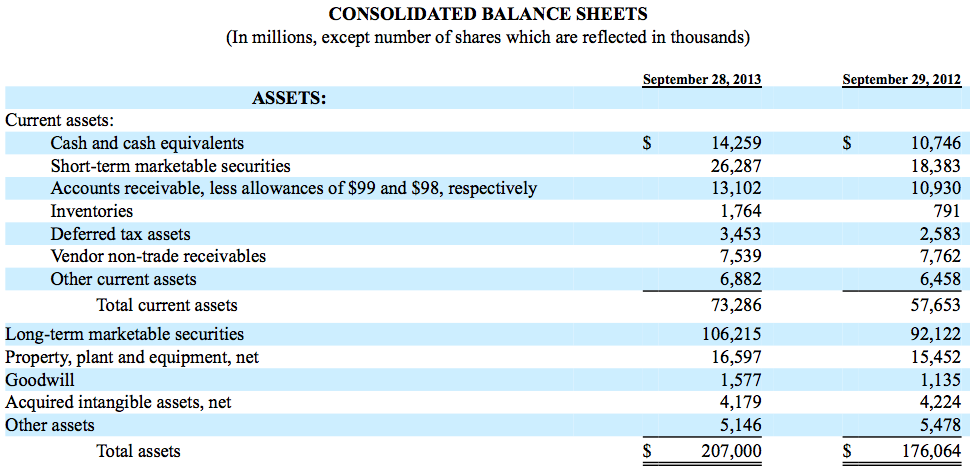 CONSOLIDATED BALANCE SHEETS
(In millions, except number of shares which are reflected in thousands)
September 28, 2013 September 29, 2012
ASSETS:
Current assets:
Cash and cash equivalents $ 14,259 $ 10,746
Short-term marketable securities 26,287 18,383
Accounts receivable, less allowances of $99 and $98, respectively 13,102 10,930
Inventories 1,764 791
Deferred tax assets 3,453 2,583
Vendor non-trade receivables 7,539 7,762
Other current assets 6,882 6,458
Total current assets 73,286 57,653
Long-term marketable securities 106,215 92,122
Property, plant and equipment, net 16,597 15,452
Goodwill 1,577 1,135
Acquired intangible assets, net 4,179 4,224
Other assets 5,146 5,478
Total assets $ 207,000 $ 176,064